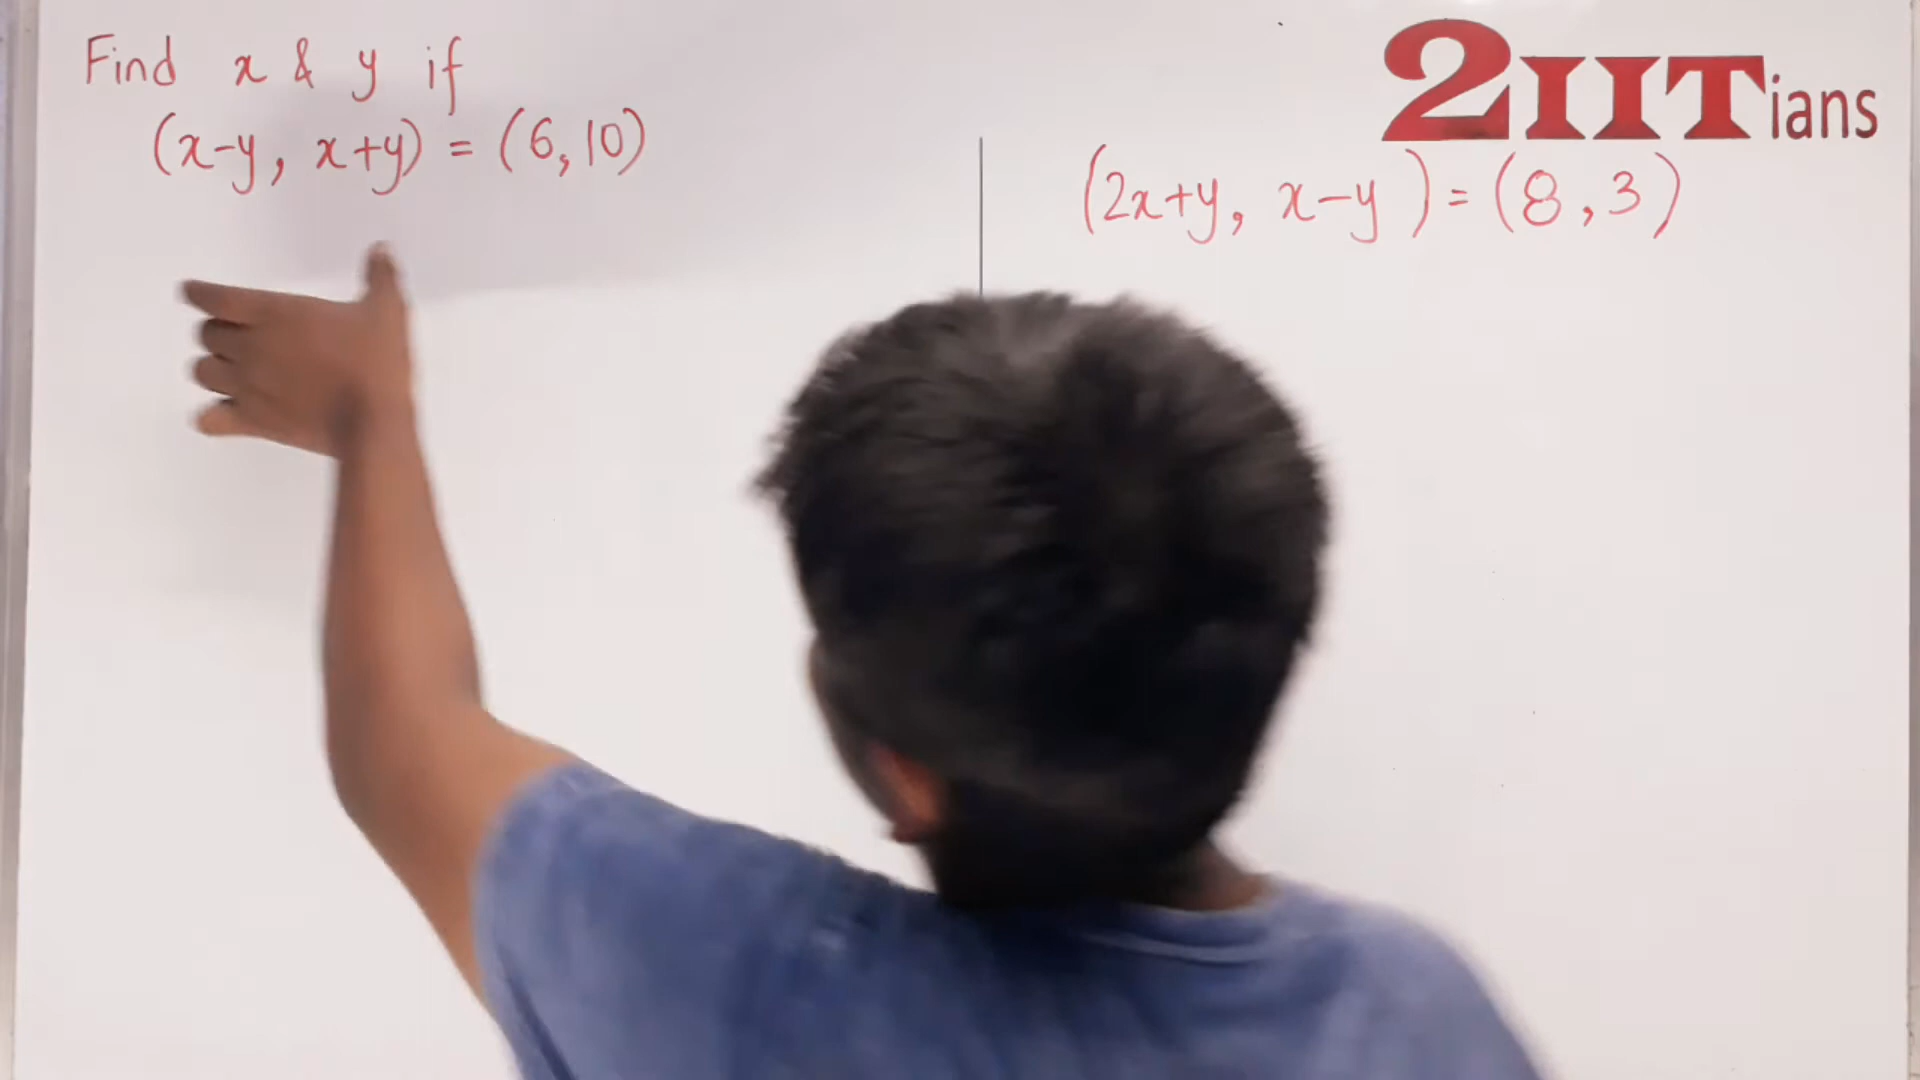 Find x & y if
(x-y, x+y) = (6,10)
2IITians
(2x+y, x-y) = (8,3)